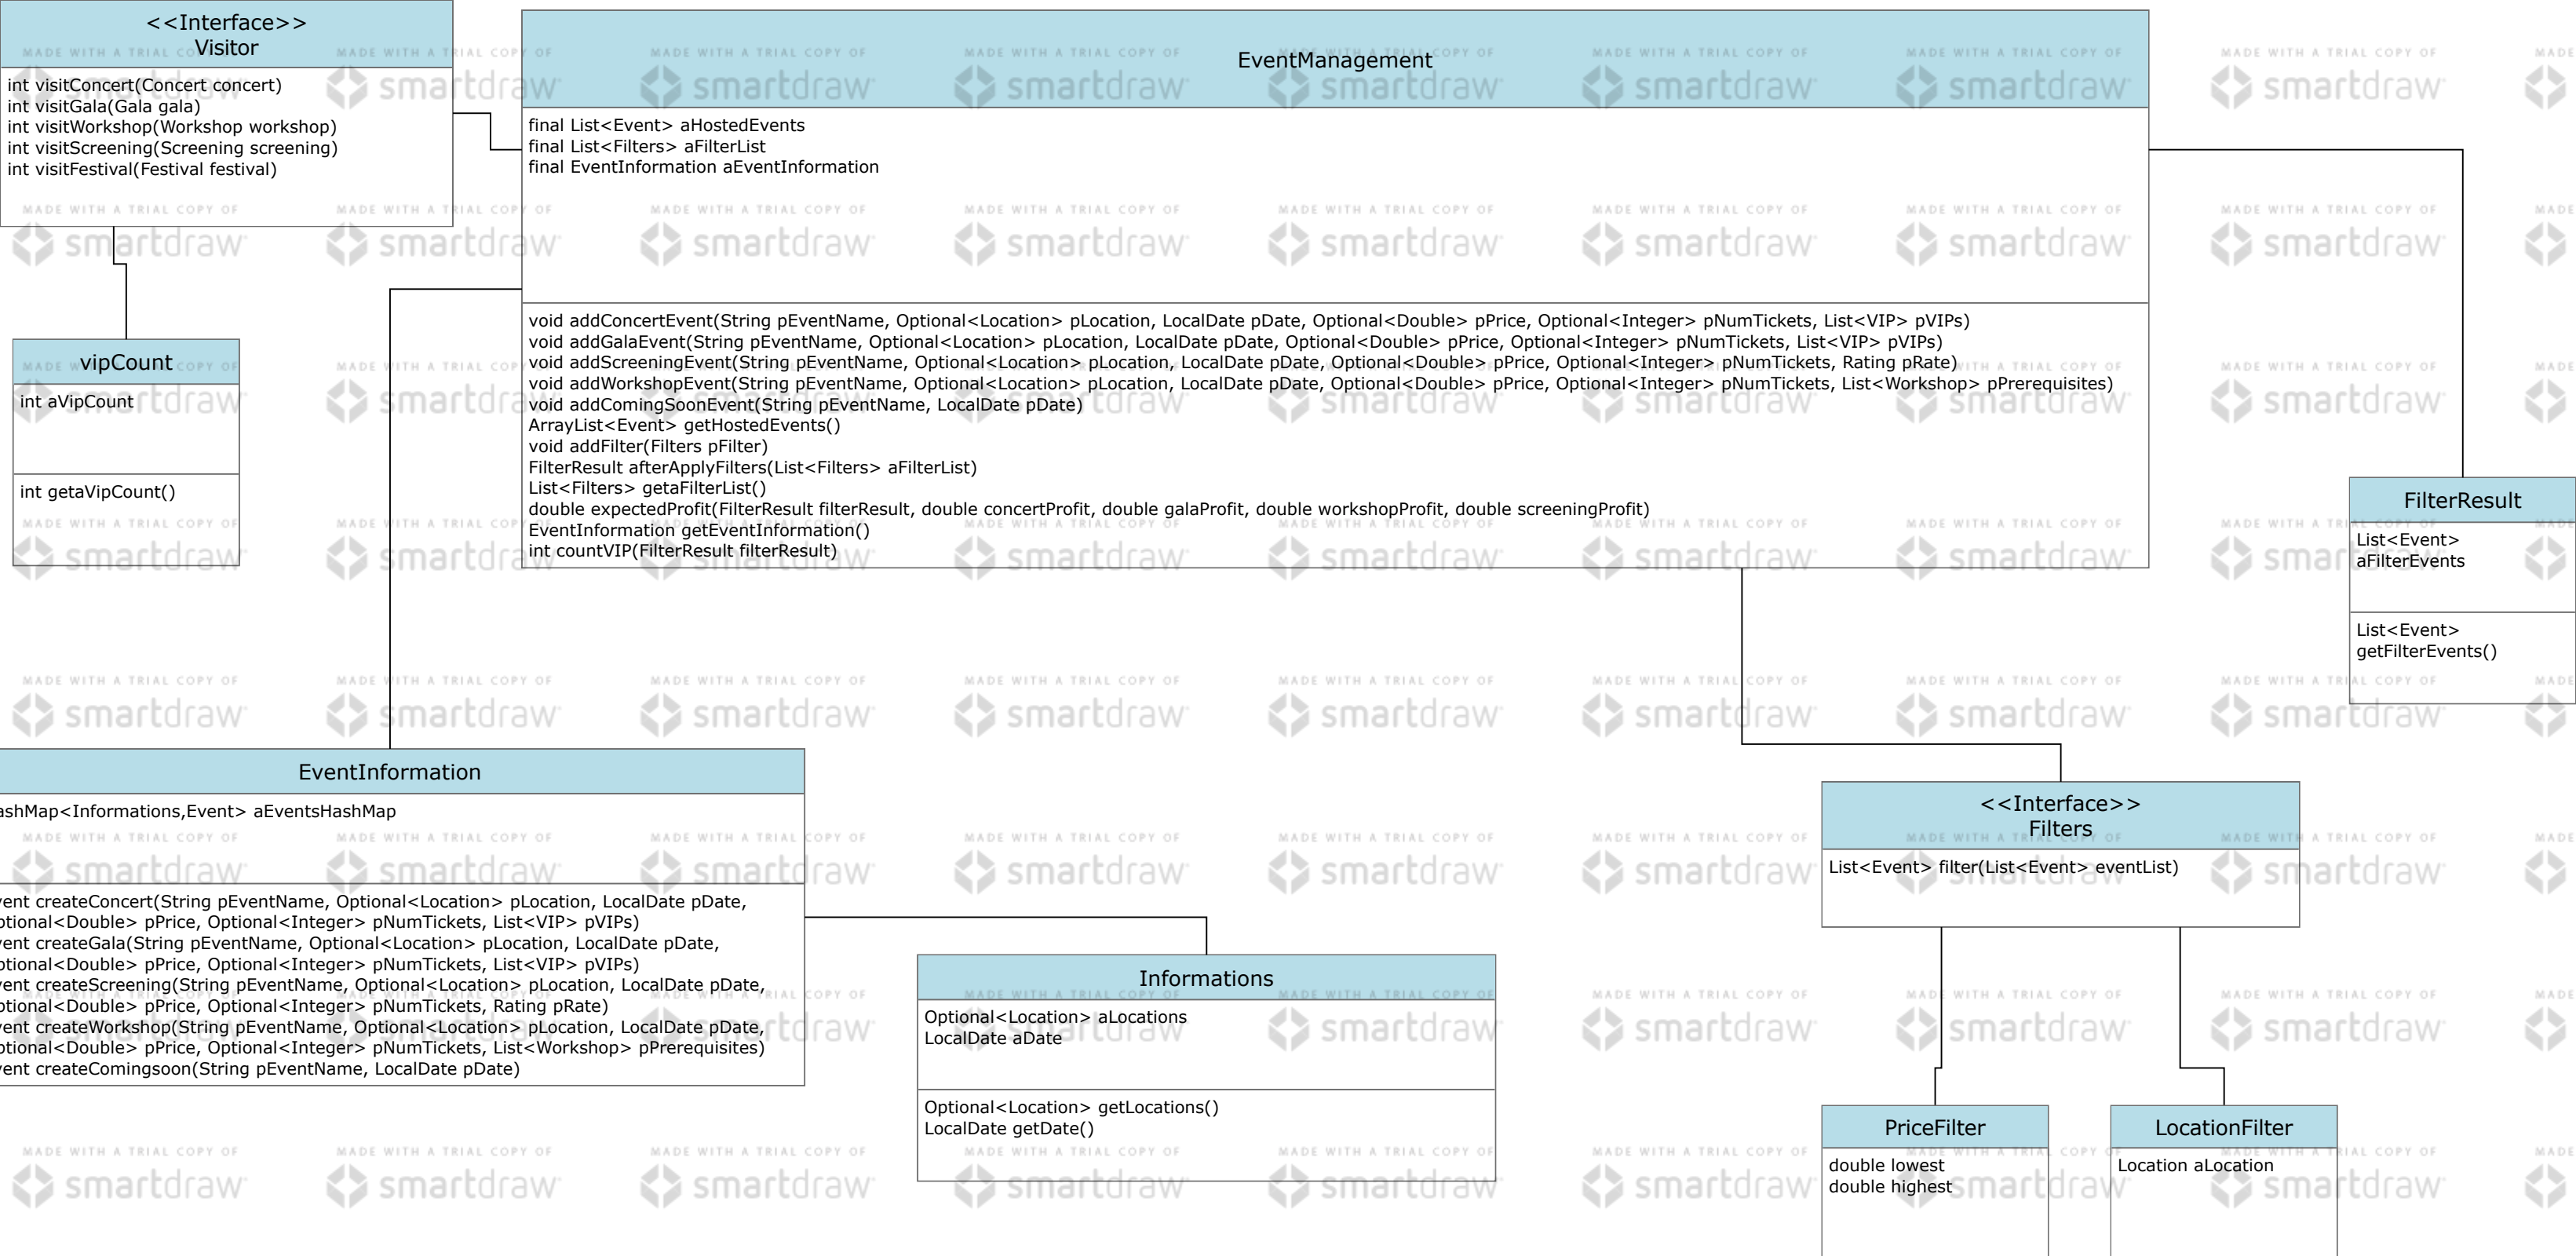 <<Interface>>
Visitor
int visitConcert(Concert concert)
int visitGala(Gala gala)
int visitWorkshop(Workshop workshop)
int visitScreening(Screening screening)
int visitFestival(Festival festival)
EventManagement
final List<Event> aHostedEvents
final List<Filters> aFilterList
final EventInformation aEventInformation
void addConcertEvent(String pEventName, Optional<Location> pLocation, LocalDate pDate, Optional<Double> pPrice, Optional<Integer> pNumTickets, List<VIP> pVIPs)
void addGalaEvent(String pEventName, Optional<Location> pLocation, LocalDate pDate, Optional<Double> pPrice, Optional<Integer> pNumTickets, List<VIP> pVIPs)
void addScreeningEvent(String pEventName, Optional<Location> pLocation, LocalDate pDate, Optional<Double> pPrice, Optional<Integer> pNumTickets, Rating pRate)
void addWorkshopEvent(String pEventName, Optional<Location> pLocation, LocalDate pDate, Optional<Double> pPrice, Optional<Integer> pNumTickets, List<Workshop> pPrerequisites)
void addComingSoonEvent(String pEventName, LocalDate pDate)
ArrayList<Event> getHostedEvents()
void addFilter(Filters pFilter)
FilterResult afterApplyFilters(List<Filters> aFilterList)
List<Filters> getaFilterList()
double expectedProfit(FilterResult filterResult, double concertProfit, double galaProfit, double workshopProfit, double screeningProfit)
EventInformation getEventInformation()
int countVIP(FilterResult filterResult)
vipCount
int aVipCount
int getaVipCount()
FilterResult
List<Event>
aFilterEvents
List<Event>
getFilterEvents()
EventInformation
ashMap<Informations,Event> aEventsHashMap
vent createConcert(String pEventName, Optional<Location> pLocation, LocalDate pDate,
ptional<Double> pPrice, Optional<Integer> pNumTickets, List<VIP> pVIPs)
vent createGala(String pEventName, Optional<Location> pLocation, LocalDate pDate,
ptional<Double> pPrice, Optional<Integer> pNumTickets, List<VIP> pVIPs)
vent createScreening(String pEventName, Optional<Location> pLocation, LocalDate pDate,
ptional<Double> pPrice, Optional<Integer> pNumTickets, Rating pRate)
vent createWorkshop(String pEventName, Optional<Location> pLocation, LocalDate pDate,
ptional<Double> pPrice, Optional<Integer> pNumTickets, List<Workshop> pPrerequisites)
vent createComingsoon(String pEventName, LocalDate pDate)
Informations
Optional<Location> aLocations
LocalDate aDate
Optional<Location> getLocations()
LocalDate getDate()
<<Interface>>
Filters
List<Event> filter(List<Event> eventList)
PriceFilter
double lowest
double highest
LocationFilter
Location aLocation
MADE WITH A TRIAL COPY OF
smartdraw